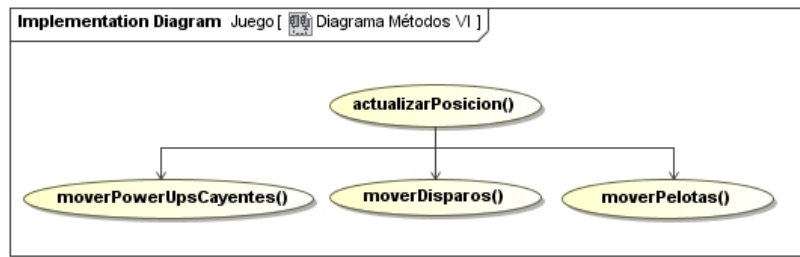 Implementation Diagram Juego [ Diagrama Métodos VI ]
actualizarPosicion()
moverPowerUpsCayentes()
moverDisparos()
moverPelotas()